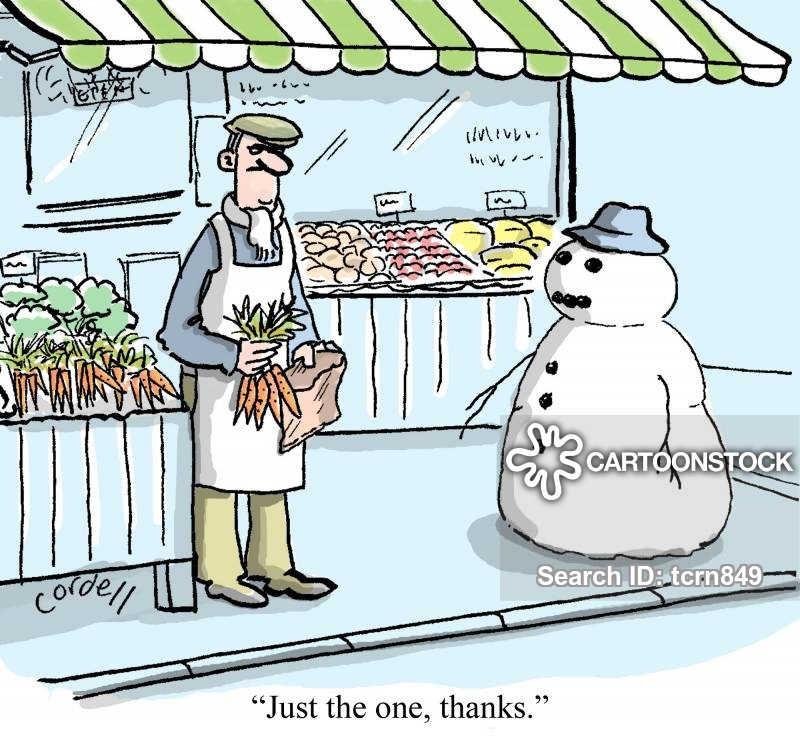 CARTOONSTOCK
Search ID: tcrn849
cordell
“Just the one, thanks.”